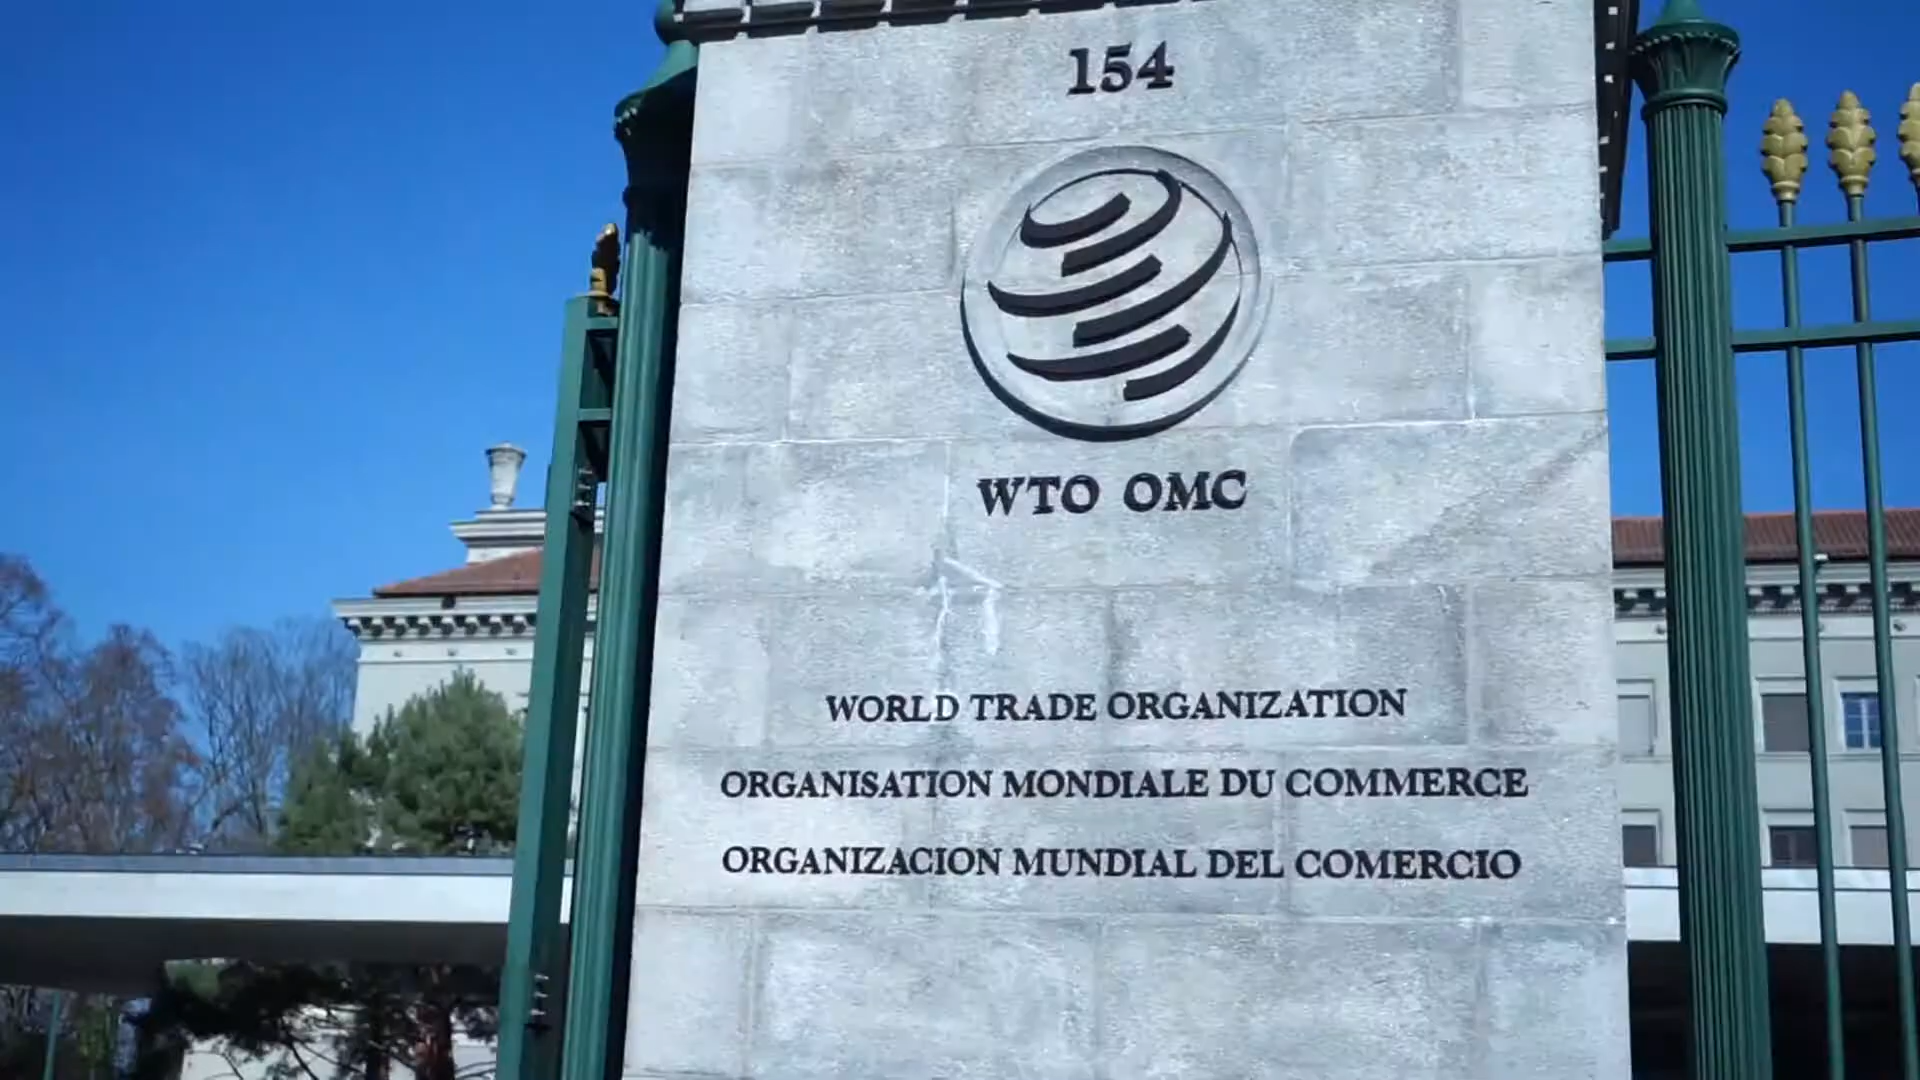 154
WTO OMC
WORLD TRADE ORGANIZATION
ORGANISATION MONDIALE DU COMMERCE
ORGANIZACION MUNDIAL DEL COMERCIO